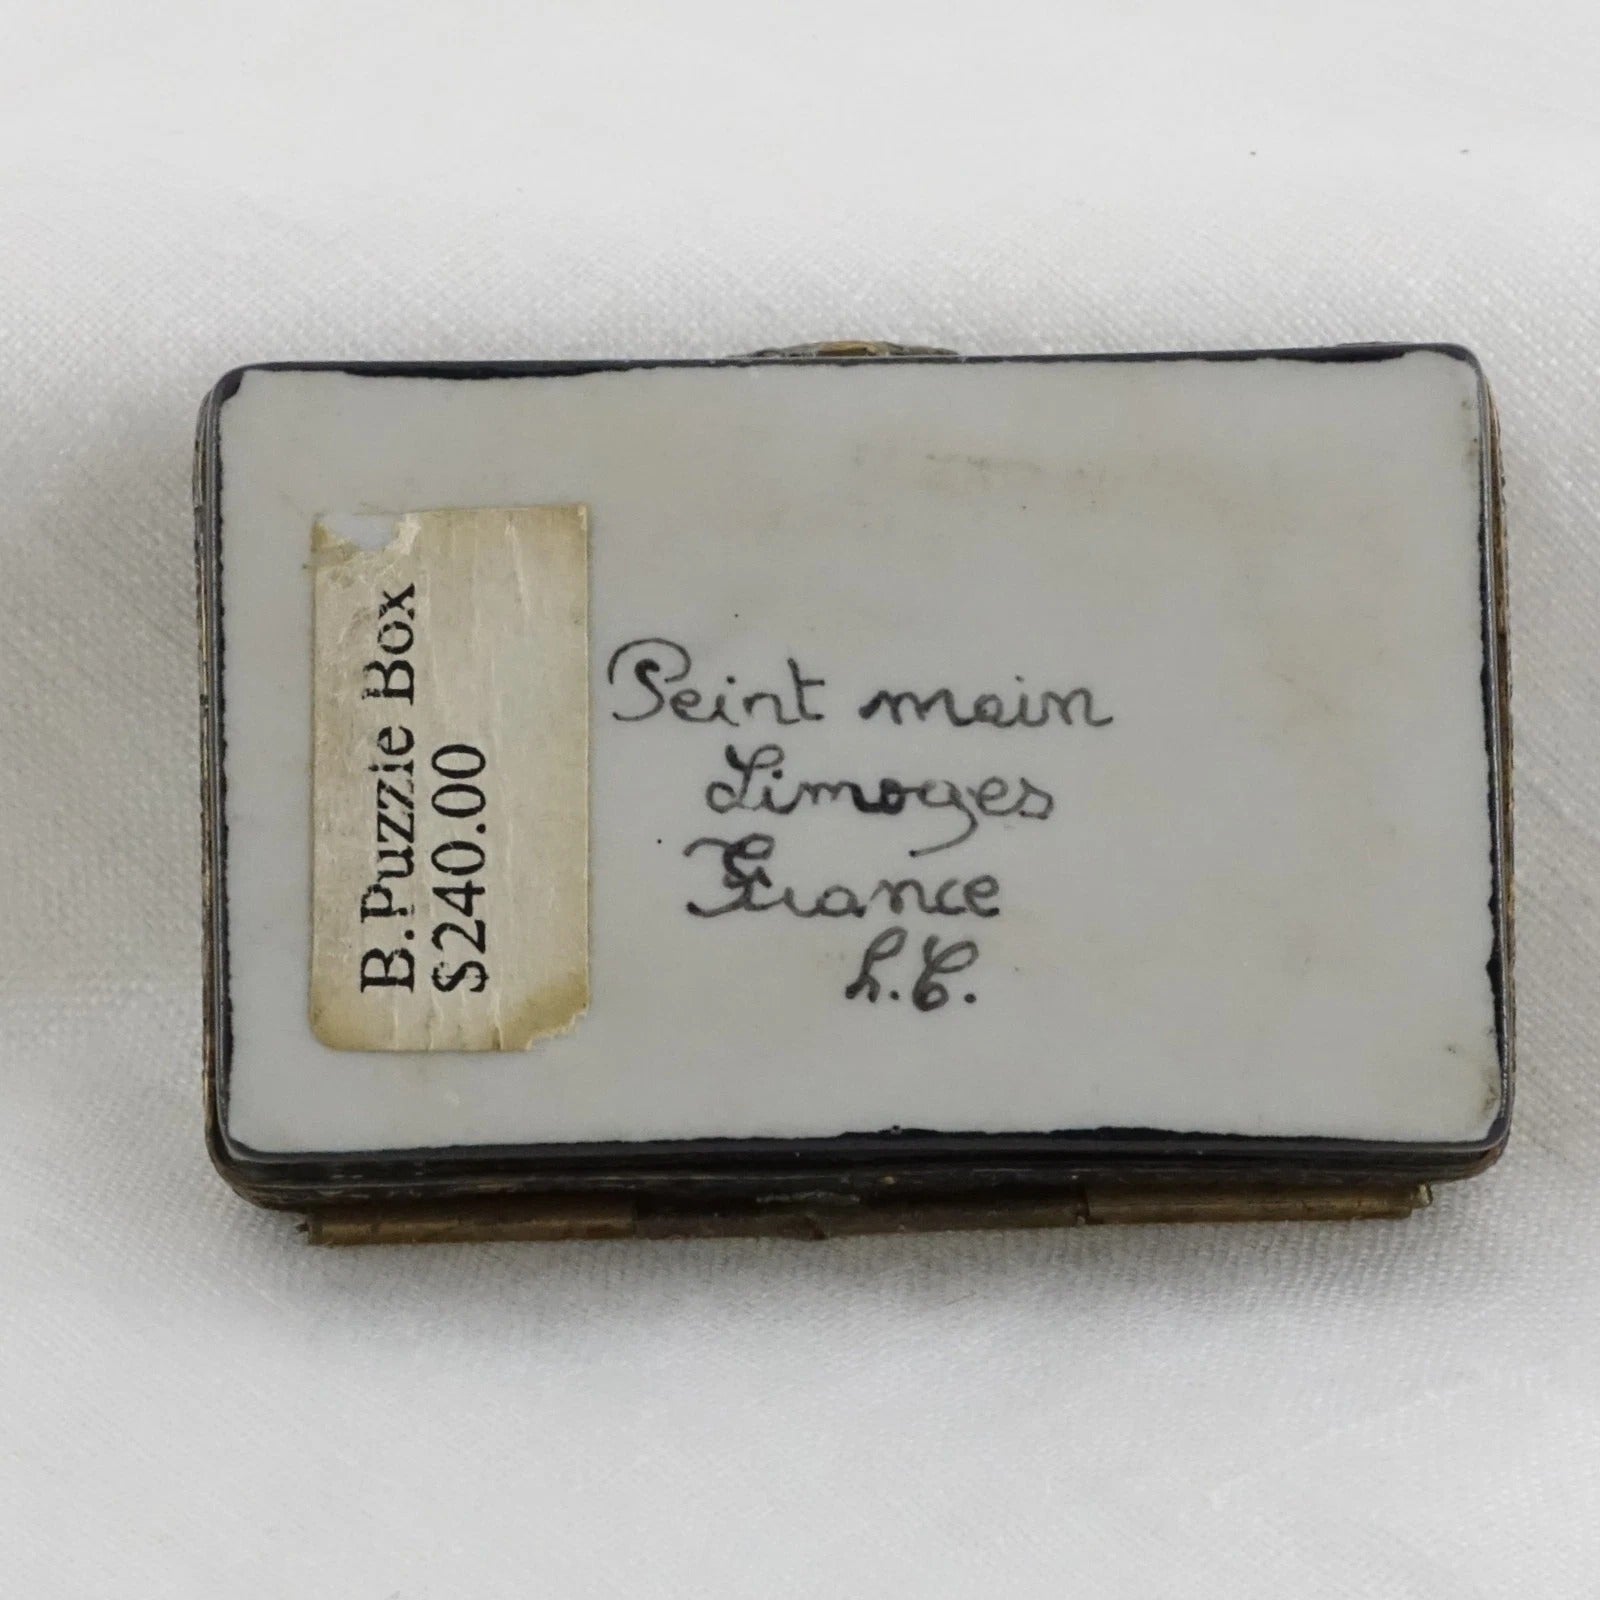 B.Puzzle Box
$240.00
Peint main
Limoges
France
L.C.